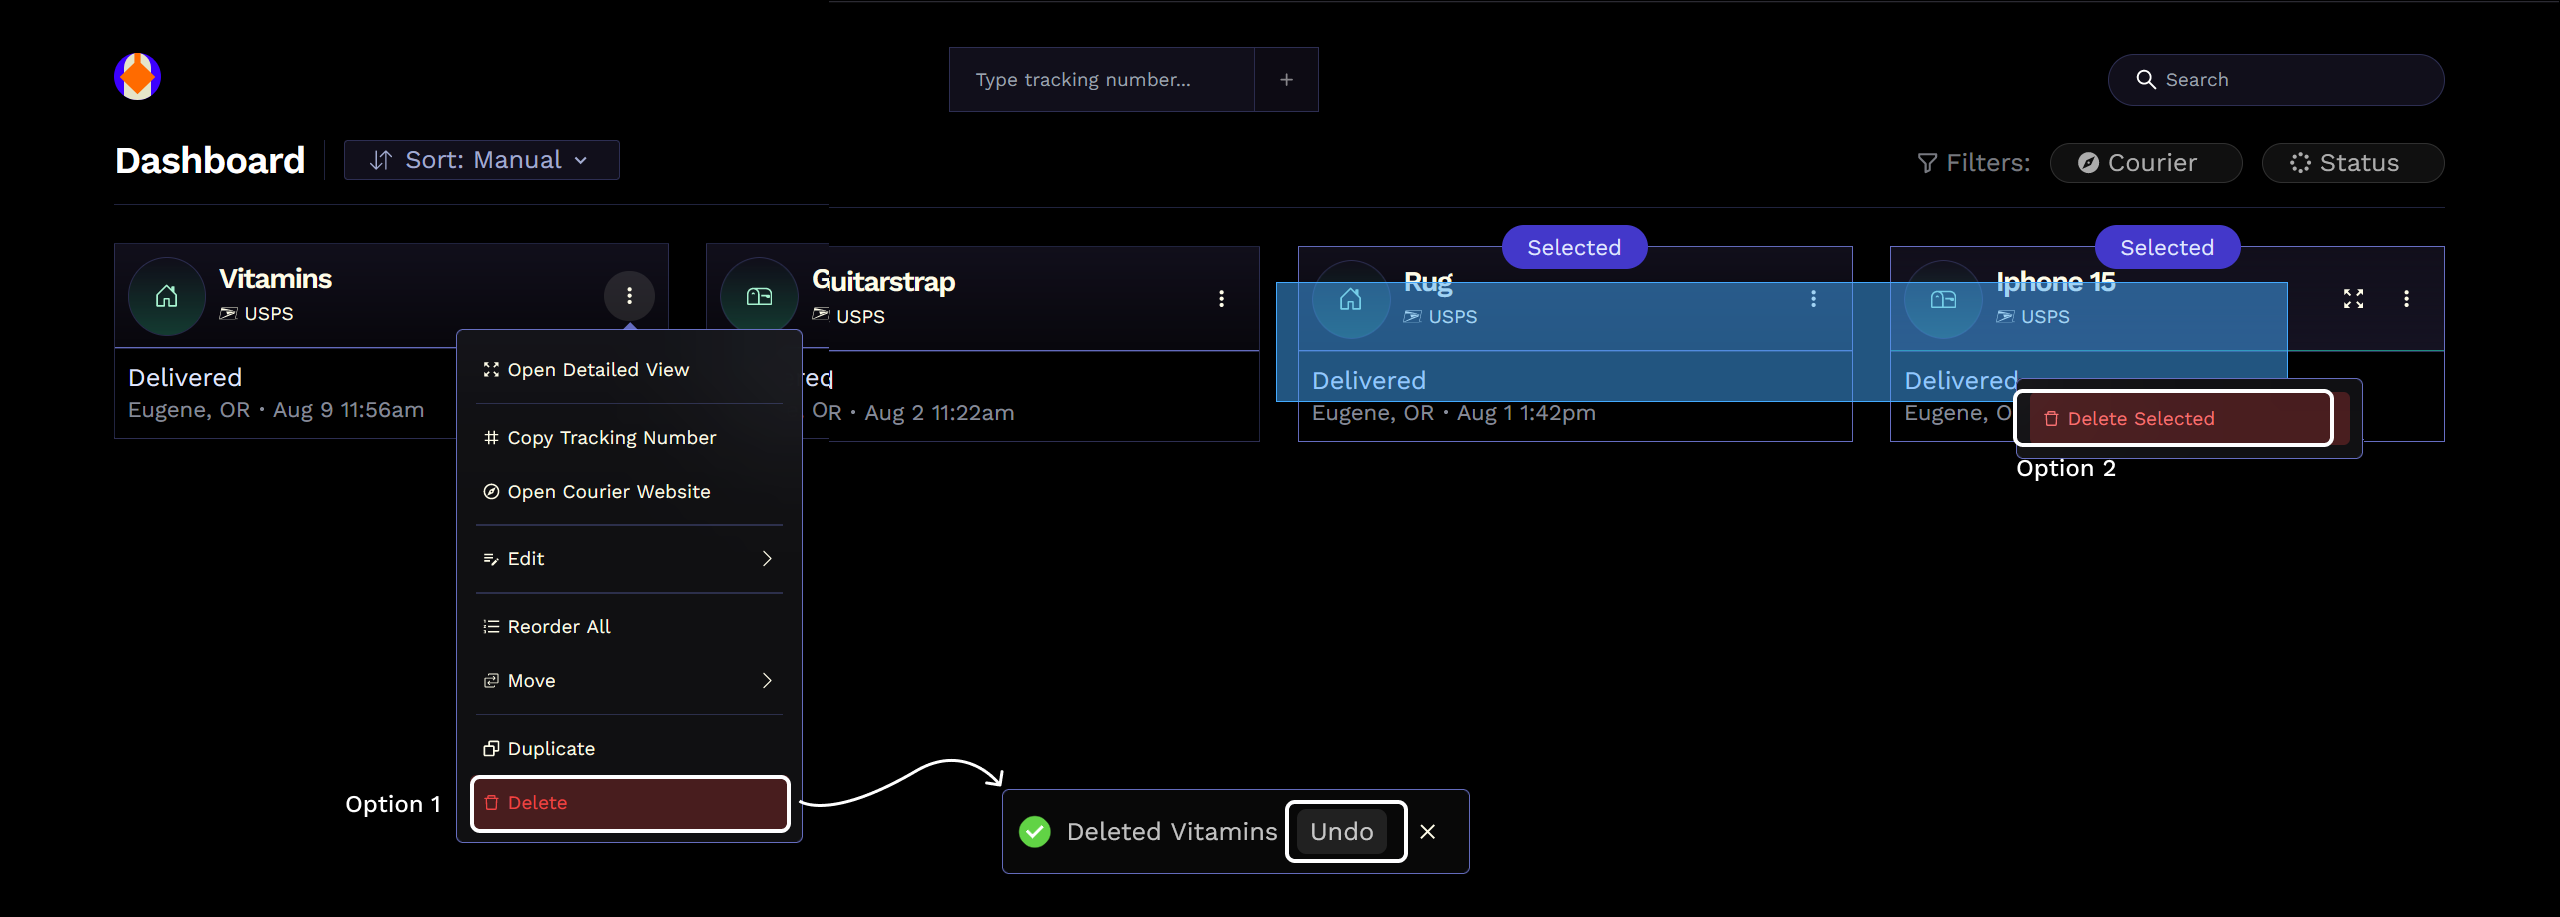 Type tracking number...
+
Search
Dashboard
Sort: Manual
Filters:
Courier
Status
Vitamins
USPS
Delivered
Eugene, OR • Aug 9 11:56am
Guitarstrap
USPS
red
OR • Aug 2 11:22am
Selected
Rug
USPS
Delivered
Eugene, OR • Aug 1 1:42pm
Selected
Iphone 15
USPS
Delivered
Eugene, O
Delete Selected
Option 2
Open Detailed View
Copy Tracking Number
Open Courier Website
Edit
Reorder All
Move
Duplicate
Option 1
Delete
Deleted Vitamins
Undo